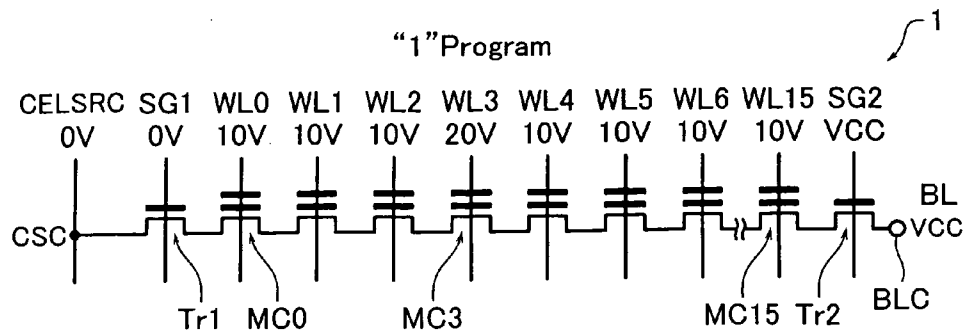 1
“1”Program
CELSRC SG1 WL0 WL1 WL2 WL3 WL4 WL5 WL6 WL15 SG2
0V 0V 10V 10V 10V 20V 10V 10V 10V 10V VCC
BL
CSC VCC
Tr1 MC0 MC3 MC15 Tr2 BLC